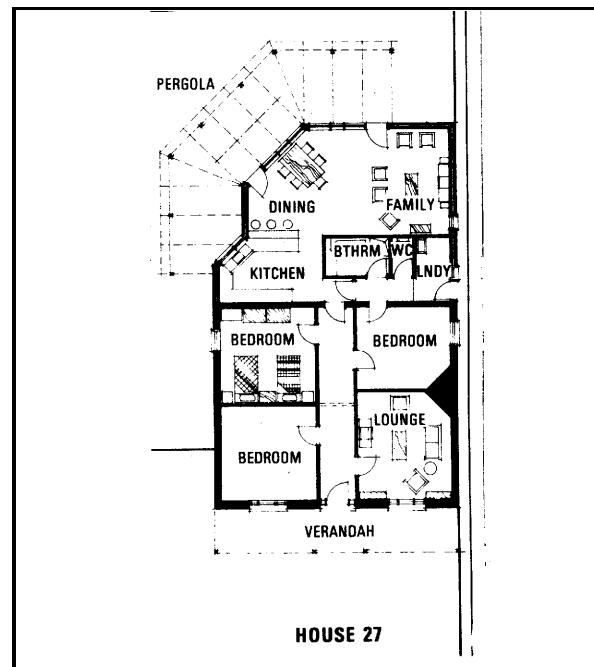 PERGOLA
DINING
FAMILY
BTHRM
WC
LNDY
KITCHEN
BEDROOM
BEDROOM
LOUNGE
BEDROOM
VERANDAH
HOUSE 27